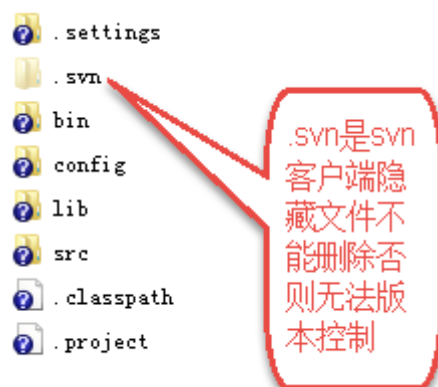 .settings
.svn
bin
config
lib
src
.classpath
.project
.svn是svn
客户端隐
藏文件不
能删除否
则无法版
本控制